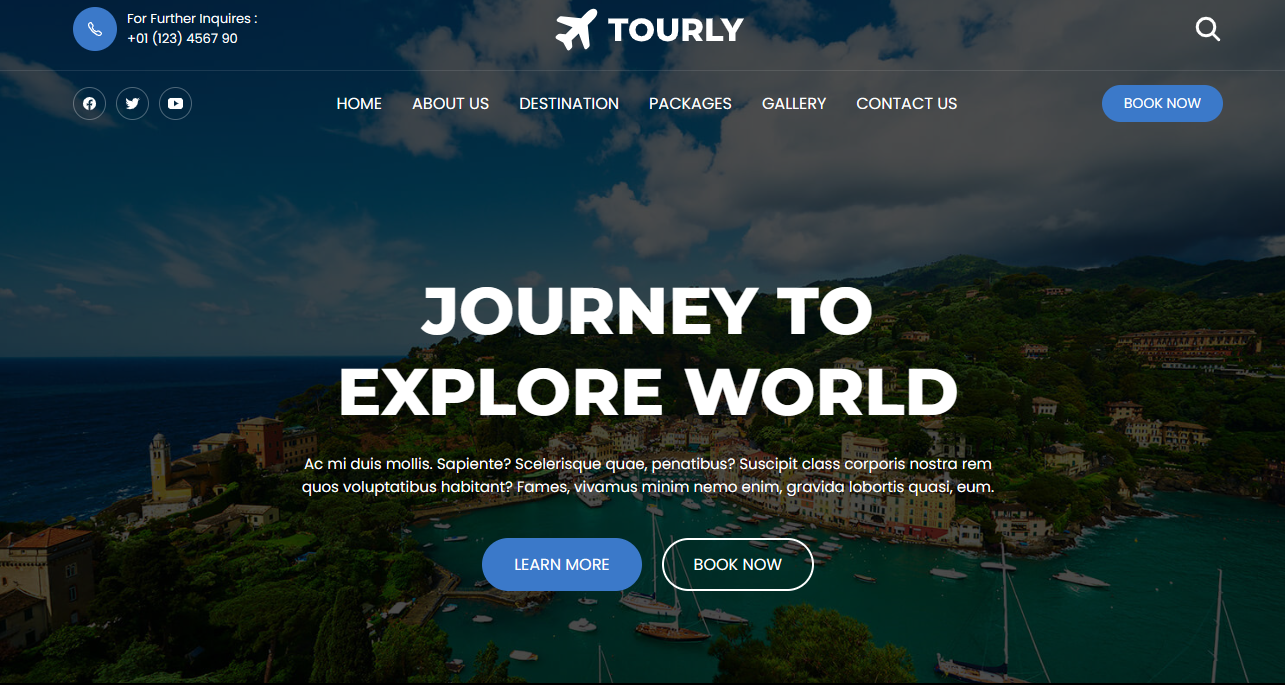 For Further Inquires :
+01 (123) 4567 90
TOURLY
HOME ABOUT US DESTINATION PACKAGES GALLERY CONTACT US BOOK NOW
JOURNEY TO
EXPLORE WORLD
Ac mi duis mollis. Sapiente? Scelerisque quae, penatibus? Suscipit class corporis nostra rem
quos voluptatibus habitant? Fames, vivamus minim nemo enim, gravida lobortis quasi, eum.
LEARN MORE BOOK NOW